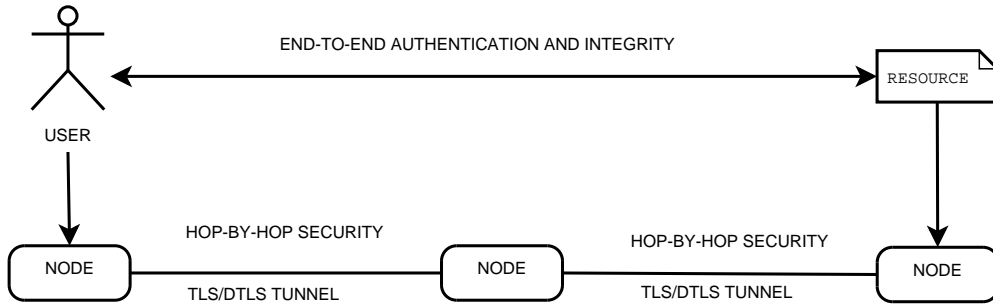 END-TO-END AUTHENTICATION AND INTEGRITY
RESOURCE
USER
HOP-BY-HOP SECURITY
HOP-BY-HOP SECURITY
NODE
NODE
NODE
TLS/DTLS TUNNEL
TLS/DTLS TUNNEL